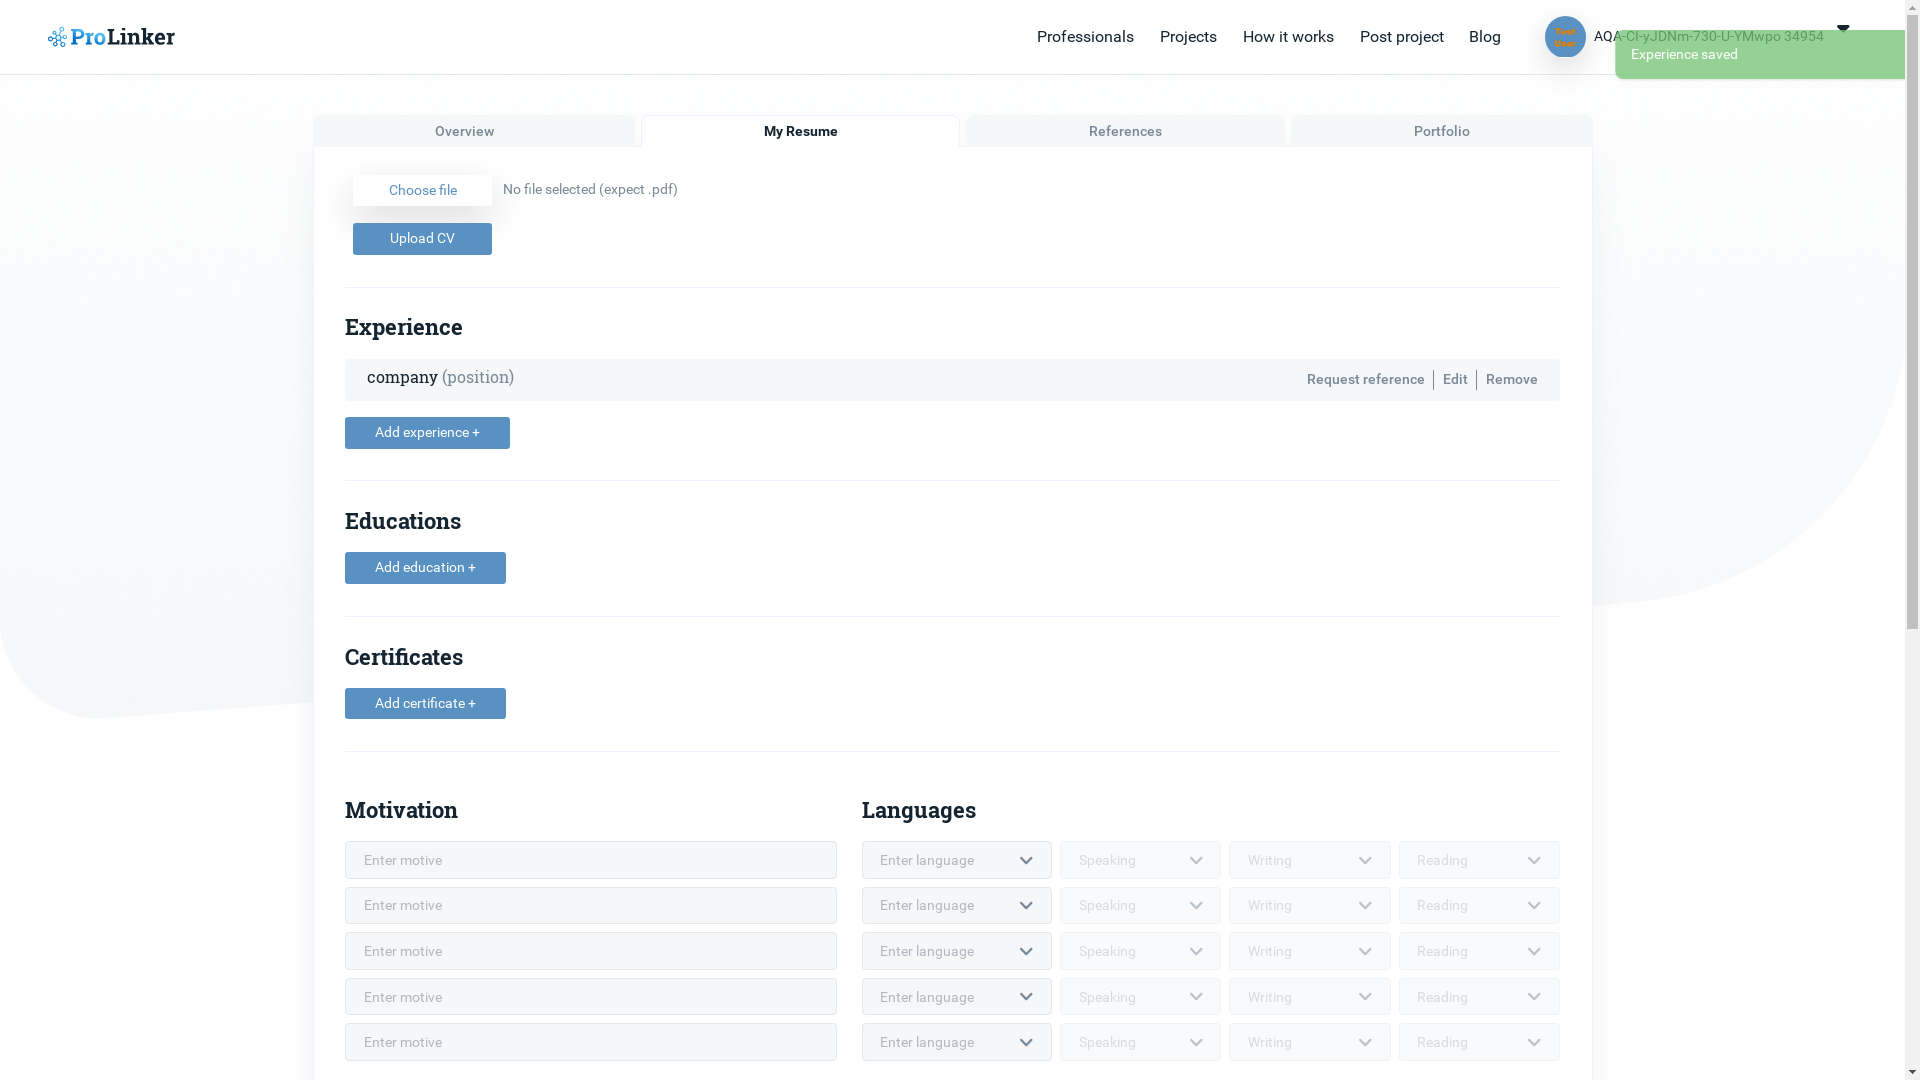 ProLinker
Professionals Projects How it works Post project Blog
Test
User
AQA-CI-yJDNm-730-U-YMwpo 34954
Experience saved
Overview My Resume References Portfolio
Choose file No file selected (expect .pdf)
Upload CV
Experience
company (position) Request reference Edit Remove
Add experience +
Educations
Add education +
Certificates
Add certificate +
Motivation Languages
Enter motive Enter language Speaking Writing Reading
Enter motive Enter language Speaking Writing Reading
Enter motive Enter language Speaking Writing Reading
Enter motive Enter language Speaking Writing Reading
Enter motive Enter language Speaking Writing Reading